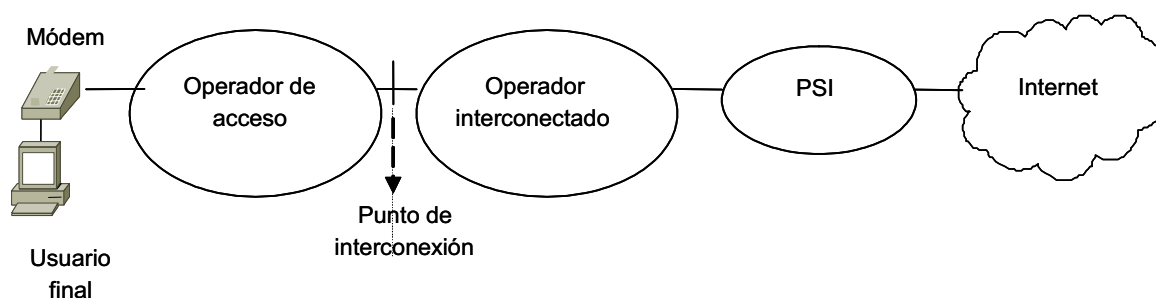 Módem
Operador de
acceso
Operador
interconectado
PSI
Internet
Punto de
interconexión
Usuario
final